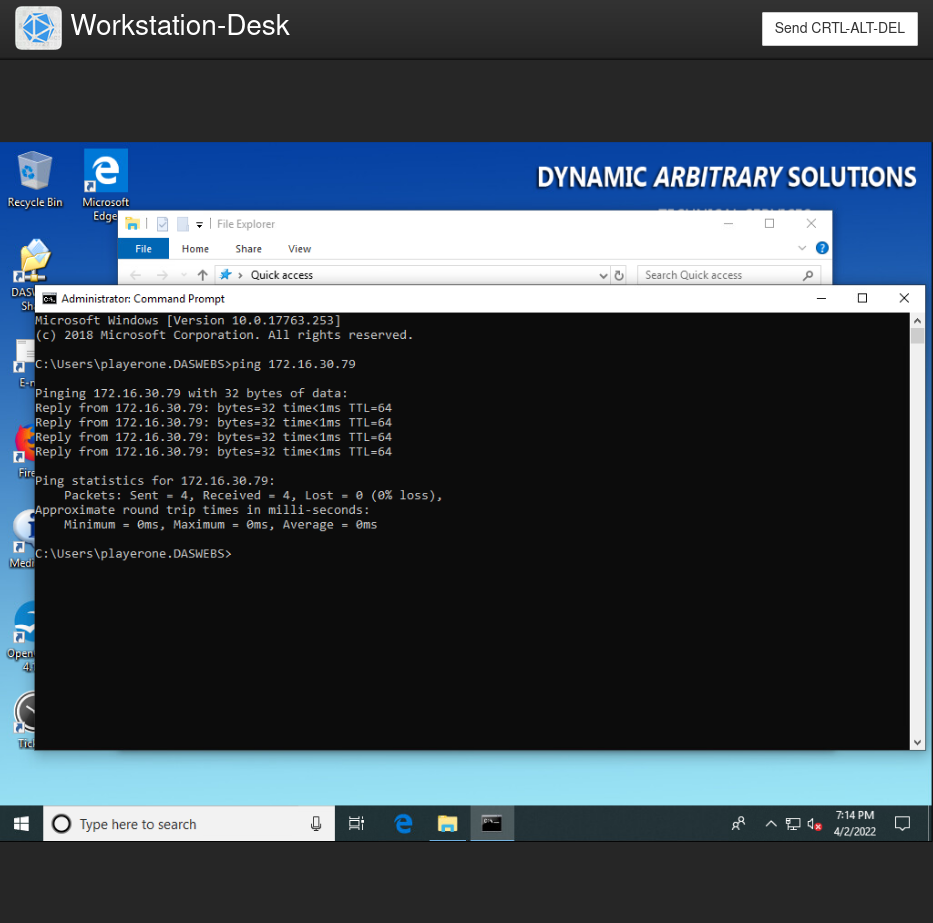 Workstation-Desk
Send CRTL-ALT-DEL
DYNAMIC ARBITRARY SOLUTIONS
Recycle Bin
Microsoft
Edge
File Explorer
File Home Share View
Quick access
Search Quick access
Administrator: Command Prompt
Microsoft Windows [Version 10.0.17763.253]
(c) 2018 Microsoft Corporation. All rights reserved.
C:\Users\playerone.DASWEBS>ping 172.16.30.79
Pinging 172.16.30.79 with 32 bytes of data:
Reply from 172.16.30.79: bytes=32 time<1ms TTL=64
Reply from 172.16.30.79: bytes=32 time<1ms TTL=64
Reply from 172.16.30.79: bytes=32 time<1ms TTL=64
Reply from 172.16.30.79: bytes=32 time<1ms TTL=64
Ping statistics for 172.16.30.79:
Packets: Sent = 4, Received = 4, Lost = 0 (0% loss),
Approximate round trip times in milli-seconds:
Minimum = 0ms, Maximum = 0ms, Average = 0ms
C:\Users\playerone.DASWEBS>
Type here to search
7:14 PM
4/2/2022